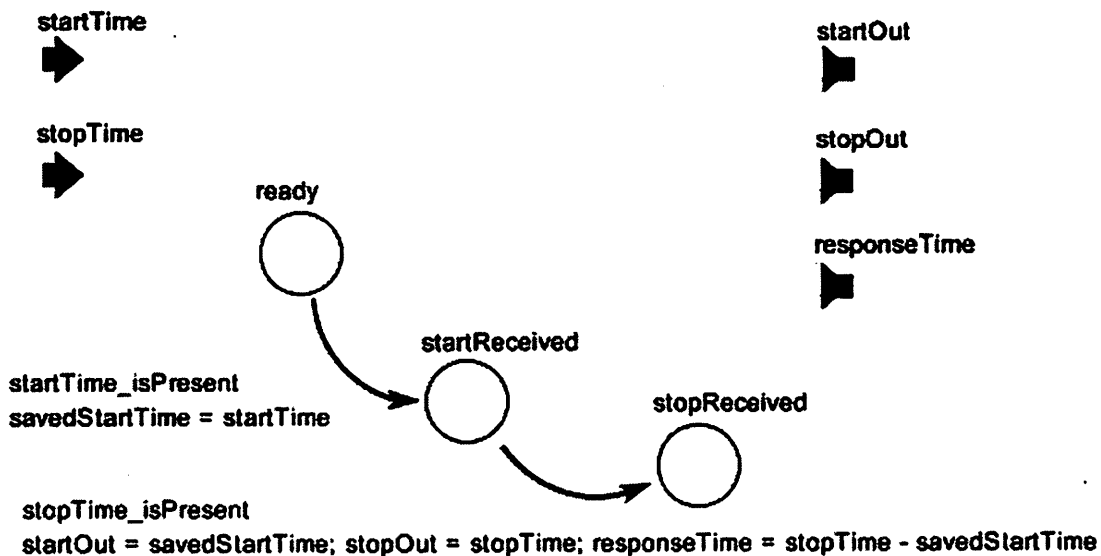 startTime
startOut
stopTime
stopOut
ready
responseTime
startReceived
startTime_isPresent
savedStartTime = startTime
stopReceived
stopTime_isPresent
startOut = savedStartTime; stopOut = stopTime; responseTime = stopTime - savedStartTime